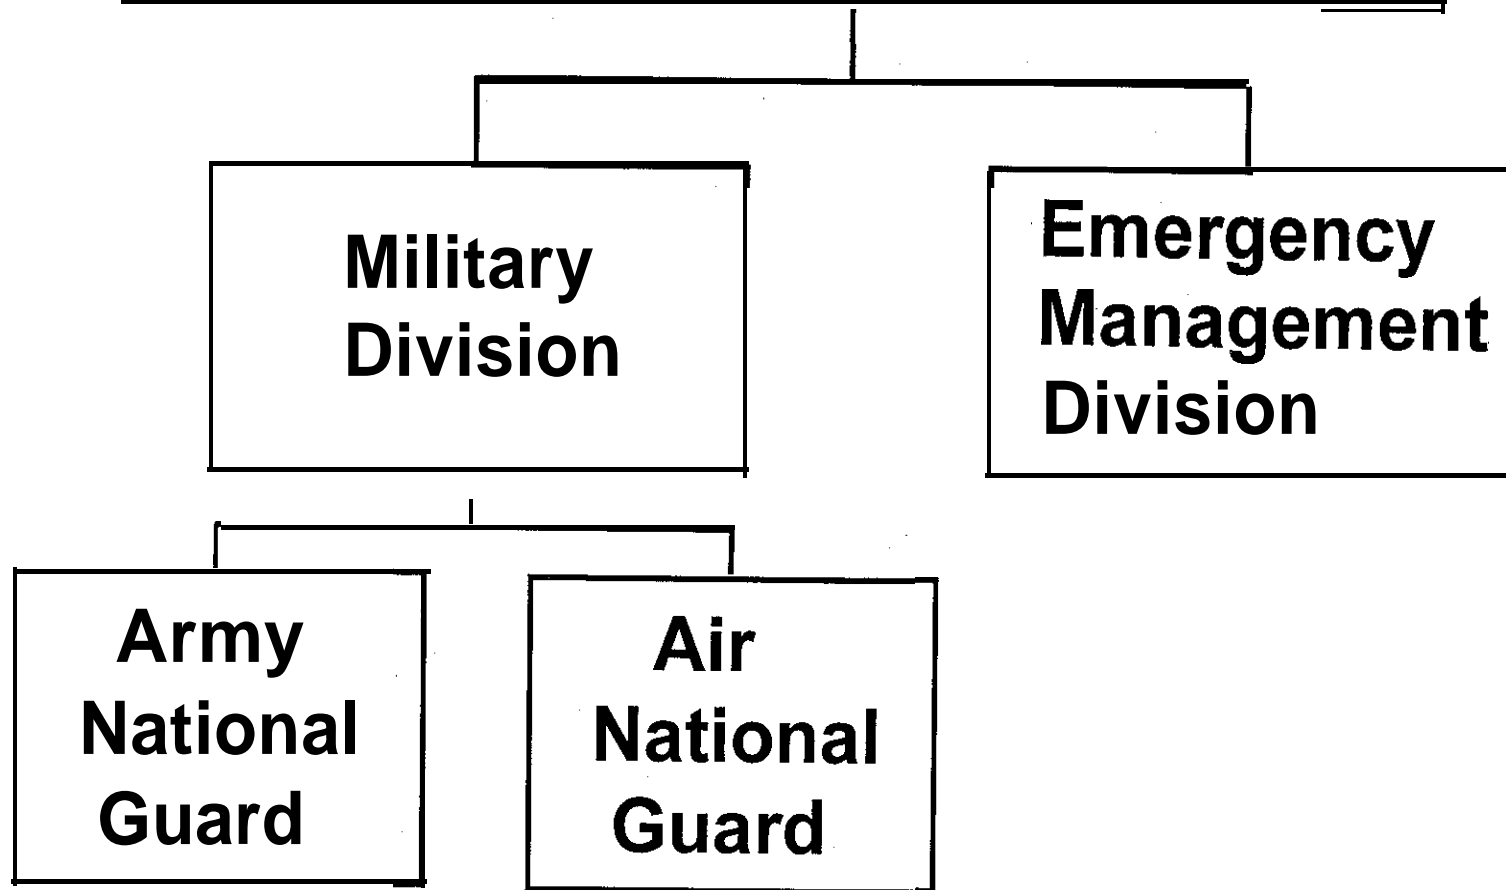 Military
Division
Emergency
Management
Division
Army
National
Guard
Air
National
Guard